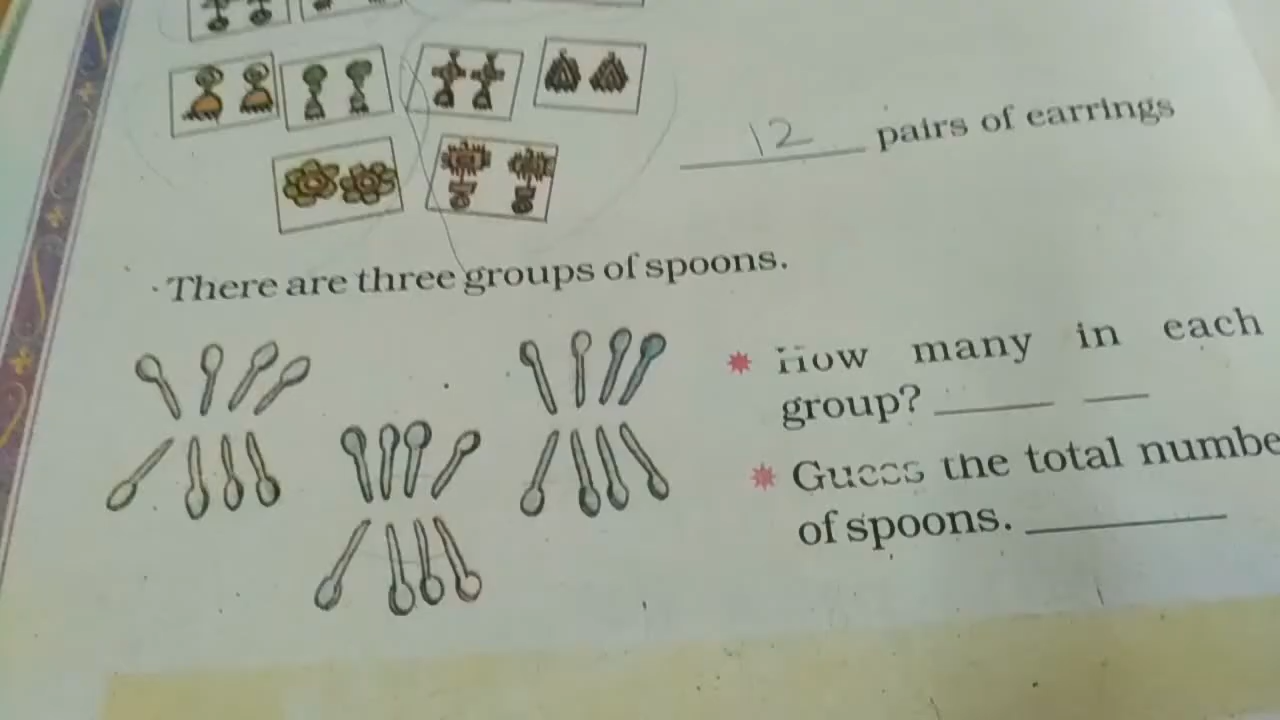 12 pairs of earrings
There are three groups of spoons.
How many in each
group?
Guess the total numbe
of spoons.